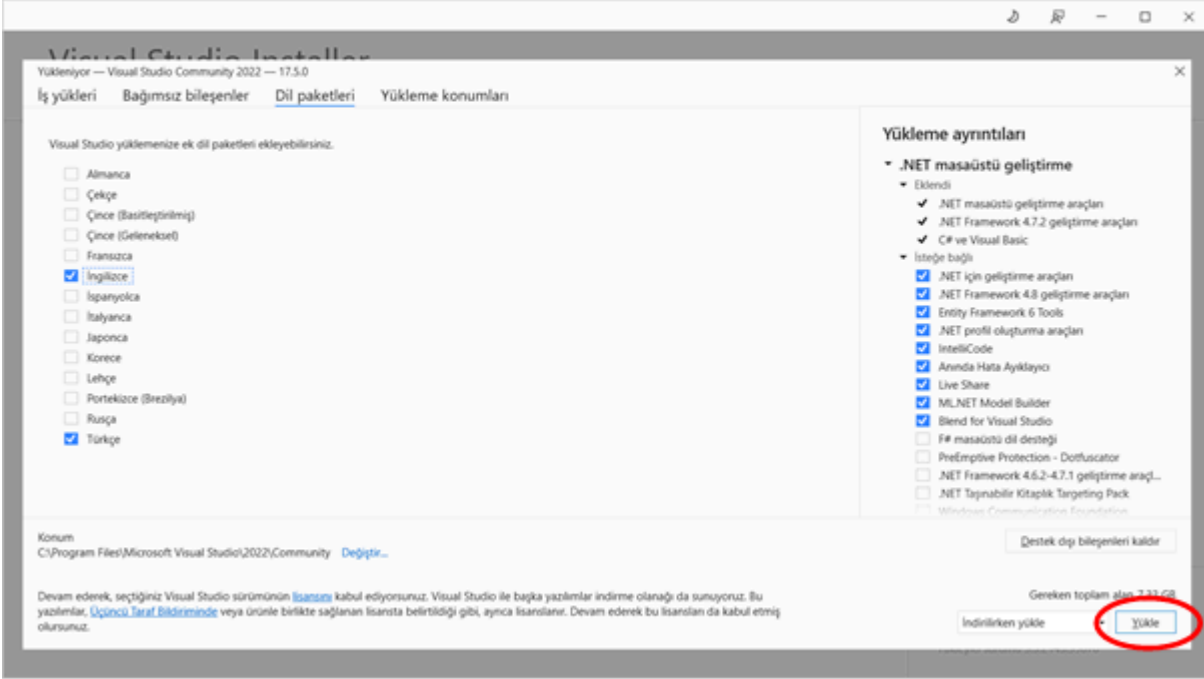 Visual Studio Installer
Yükleniyor — Visual Studio Community 2022 — 17.5.0
İş yükleri Bağımsız bileşenler Dil paketleri Yükleme konumları
Visual Studio yüklemenize ek dil paketleri ekleyebilirsiniz.
Almanca
Çekçe
Çince (Basitleştirilmiş)
Çince (Geleneksel)
Fransızca
İngilizce
İspanyolca
İtalyanca
Japonca
Korece
Lehçe
Portekizce (Brezilya)
Rusça
Türkçe
Yükleme ayrıntıları
.NET masaüstü geliştirme
Eklendi
.NET masaüstü geliştirme araçları
.NET Framework 4.7.2 geliştirme araçları
C# ve Visual Basic
İsteğe bağlı
.NET için geliştirme araçları
.NET Framework 4.8 geliştirme araçları
Entity Framework 6 Tools
.NET profil oluşturma araçları
IntelliCode
Anında Hata Ayıklayıcı
Live Share
ML.NET Model Builder
Blend for Visual Studio
F# masaüstü dil desteği
PreEmptive Protection - Dotfuscator
.NET Framework 4.6.2-4.7.1 geliştirme araçl...
.NET Taşınabilir Kitaplık Targeting Pack
Windows Communication Foundation
Konum
C:\Program Files\Microsoft Visual Studio\2022\Community Değiştir...
Destek dışı bileşenleri kaldır
Devam ederek, seçtiğiniz Visual Studio sürümünün lisansını kabul ediyorsunuz. Visual Studio ile başka yazılımlar indirme olanağı da sunuyoruz. Bu
yazılımlar, Üçüncü Taraf Bildiriminde veya ürünle birlikte sağlanan lisansta belirtildiği gibi, ayrıca lisanslanır. Devam ederek bu lisansları da kabul etmiş
olursunuz.
Gereken toplam alan 7.33 GB
İndirilirken yükle
Yükle